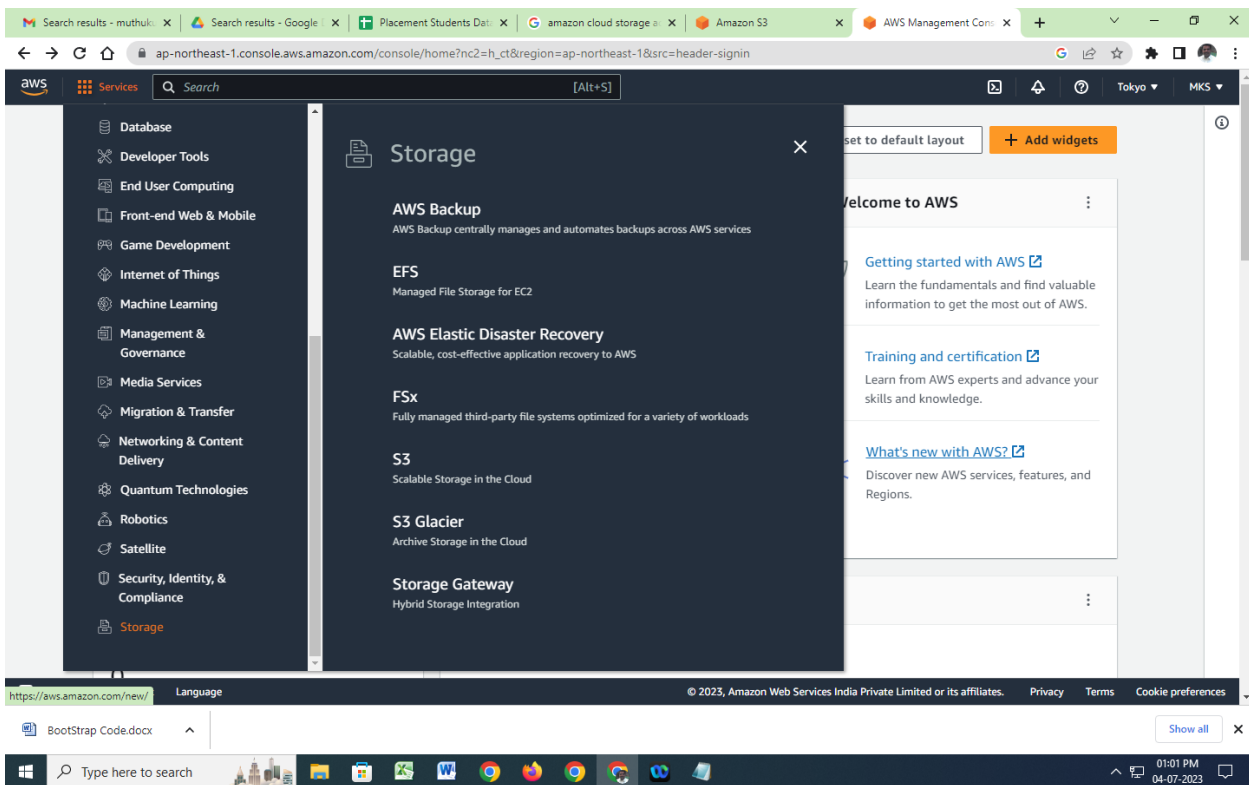 Search results - muthuku
Search results - Google
Placement Students Dat
amazon cloud storage a
Amazon S3
AWS Management Cons
ap-northeast-1.console.aws.amazon.com/console/home?nc2=h_ct&region=ap-northeast-1&src=header-signin
aws
Services
Search
[Alt+S]
Tokyo
MKS
Database
Developer Tools
End User Computing
Front-end Web & Mobile
Game Development
Internet of Things
Machine Learning
Management &
Governance
Media Services
Migration & Transfer
Networking & Content
Delivery
Quantum Technologies
Robotics
Satellite
Security, Identity, &
Compliance
Storage
Storage
AWS Backup
AWS Backup centrally manages and automates backups across AWS services
EFS
Managed File Storage for EC2
AWS Elastic Disaster Recovery
Scalable, cost-effective application recovery to AWS
FSx
Fully managed third-party file systems optimized for a variety of workloads
S3
Scalable Storage in the Cloud
S3 Glacier
Archive Storage in the Cloud
Storage Gateway
Hybrid Storage Integration
set to default layout
+ Add widgets
elcome to AWS
Getting started with AWS
Learn the fundamentals and find valuable
information to get the most out of AWS.
Training and certification
Learn from AWS experts and advance your
skills and knowledge.
What's new with AWS?
Discover new AWS services, features, and
Regions.
https://aws.amazon.com/new/
Language
© 2023, Amazon Web Services India Private Limited or its affiliates.
Privacy
Terms
Cookie preferences
BootStrap Code.docx
Show all
Type here to search
01:01 PM
04-07-2023